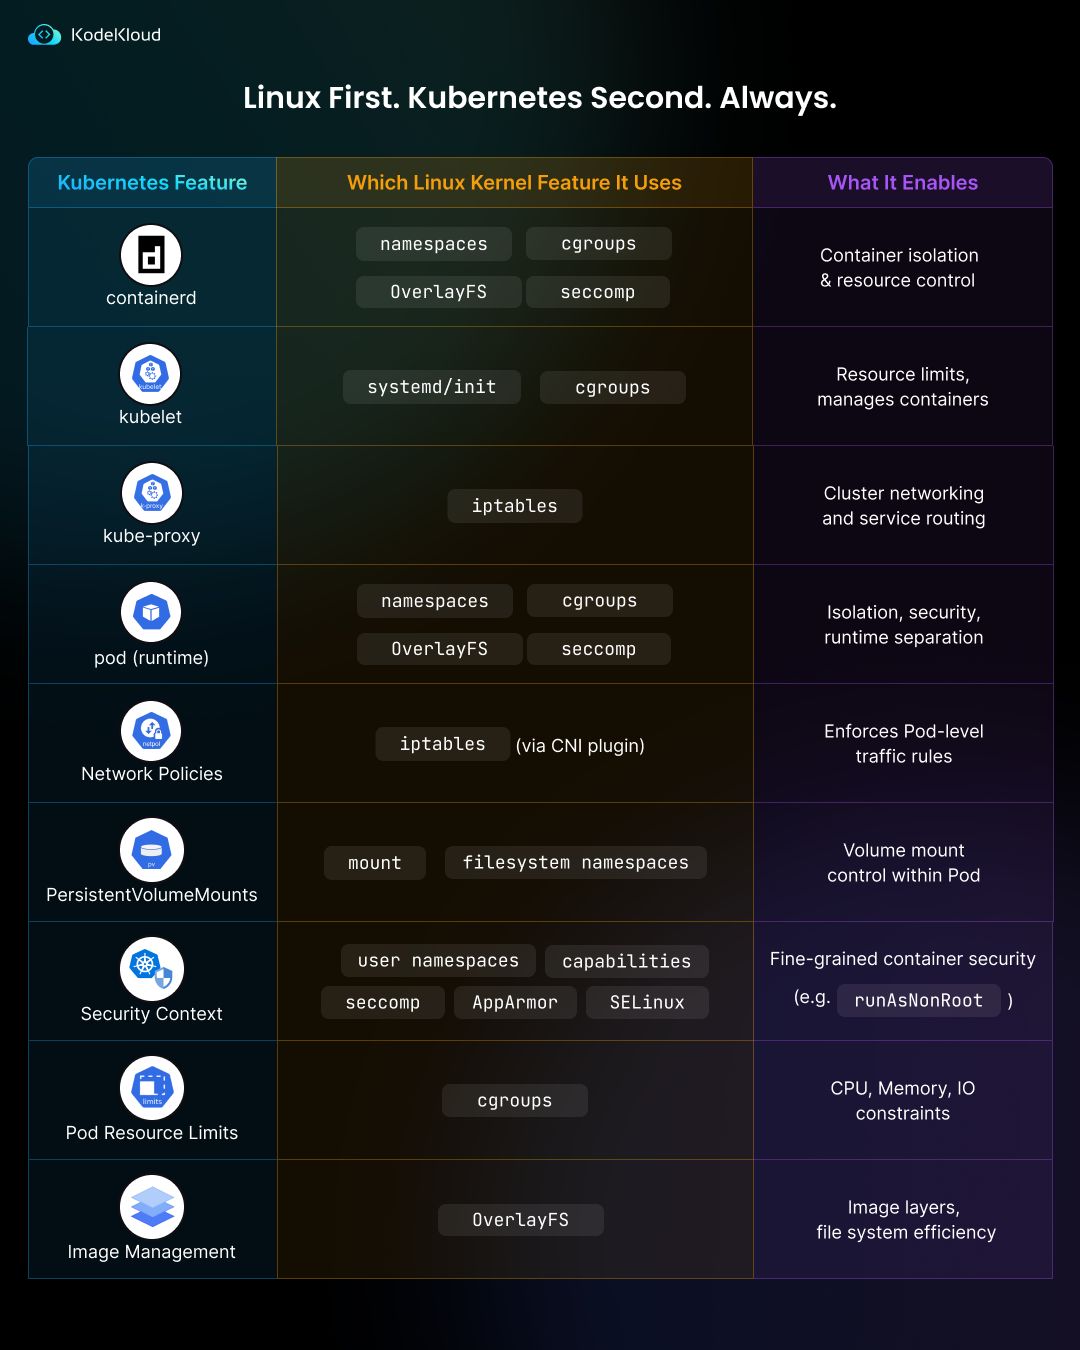 KodeKloud
Linux First. Kubernetes Second. Always.
Kubernetes Feature
Which Linux Kernel Feature It Uses
What It Enables
containerd
namespaces
cgroups
OverlayFS
seccomp
Container isolation
& resource control
kubelet
kubelet
systemd/init
cgroups
Resource limits,
manages containers
k-proxy
kube-proxy
iptables
Cluster networking
and service routing
pod (runtime)
namespaces
cgroups
OverlayFS
seccomp
Isolation, security,
runtime separation
netpol
Network Policies
iptables (via CNI plugin)
Enforces Pod-level
traffic rules
pv
PersistentVolumeMounts
mount
filesystem namespaces
Volume mount
control within Pod
Security Context
user namespaces
capabilities
seccomp
AppArmor
SELinux
Fine-grained container security
(e.g. runAsNonRoot )
limits
Pod Resource Limits
cgroups
CPU, Memory, IO
constraints
Image Management
OverlayFS
Image layers,
file system efficiency